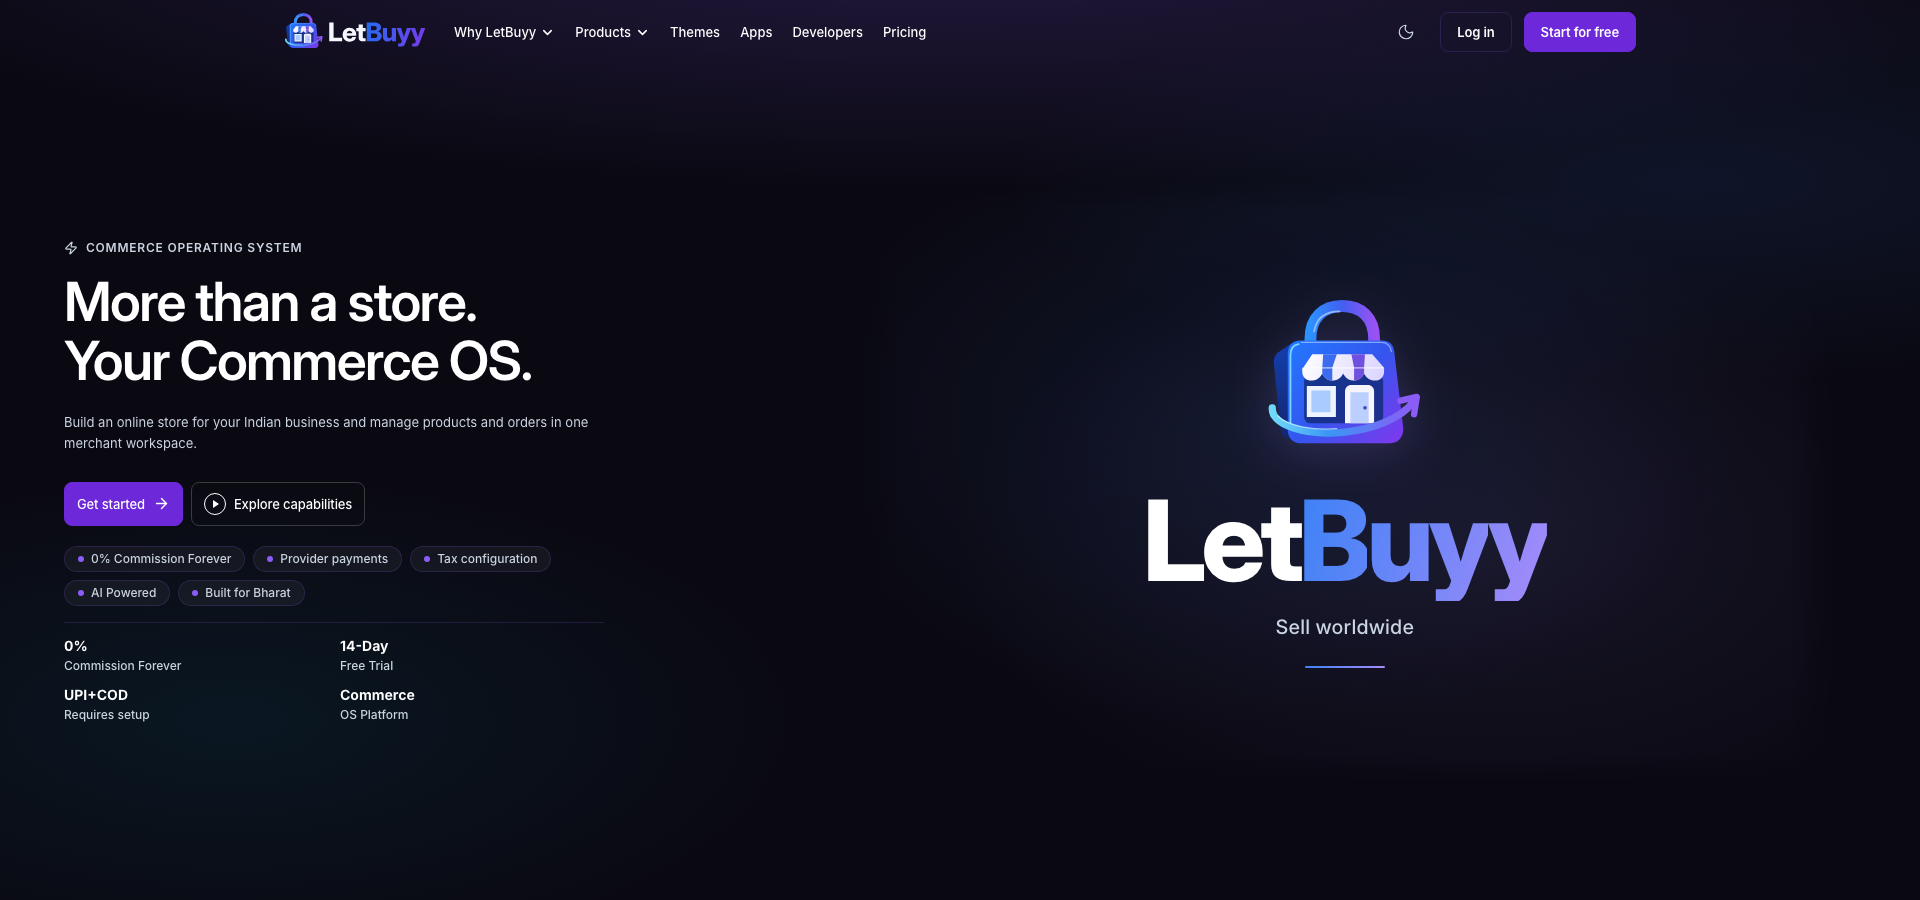 LetBuyy
Why LetBuyy
Products
Themes
Apps
Developers
Pricing
Log in
Start for free
COMMERCE OPERATING SYSTEM
More than a store.
Your Commerce OS.
Build an online store for your Indian business and manage products and orders in one
merchant workspace.
Get started
Explore capabilities
0% Commission Forever
Provider payments
Tax configuration
AI Powered
Built for Bharat
0%
Commission Forever
14-Day
Free Trial
UPI+COD
Requires setup
Commerce
OS Platform
LetBuyy
Sell worldwide